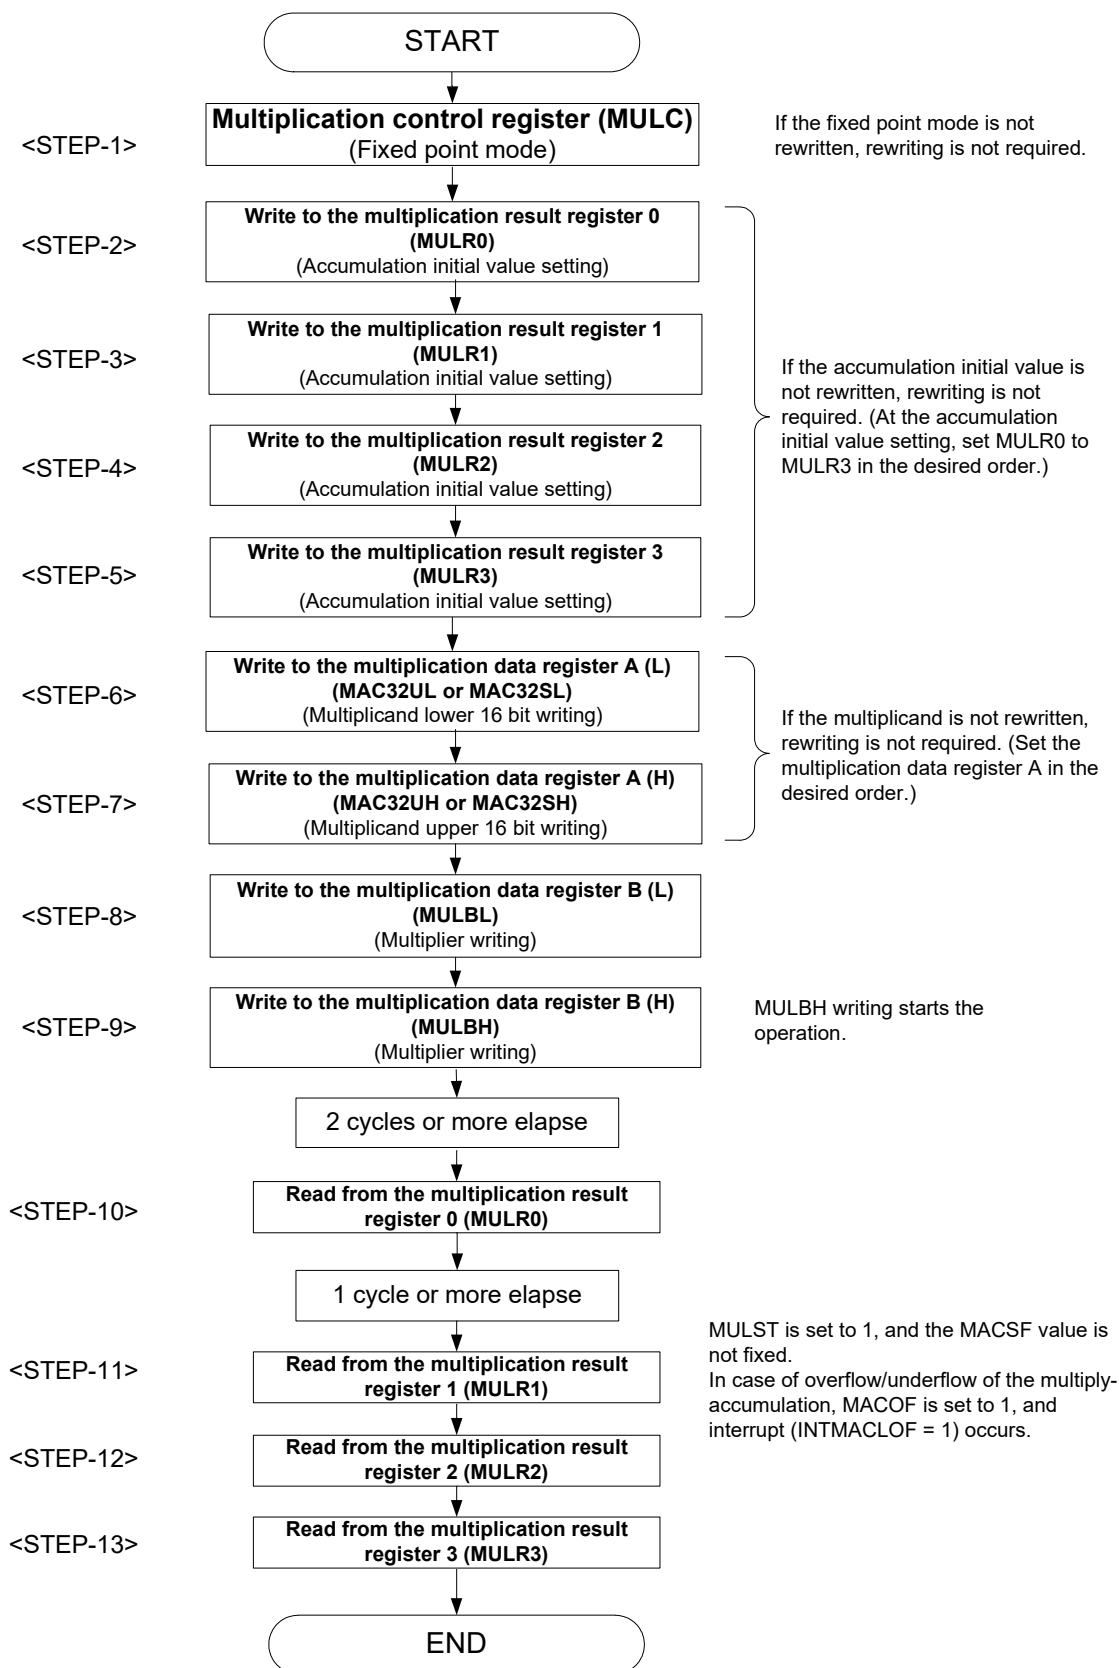 START
<STEP-1>
Multiplication control register (MULC)
(Fixed point mode)
If the fixed point mode is not
rewritten, rewriting is not required.
<STEP-2>
Write to the multiplication result register 0
(MULR0)
(Accumulation initial value setting)
<STEP-3>
Write to the multiplication result register 1
(MULR1)
(Accumulation initial value setting)
If the accumulation initial value is
not rewritten, rewriting is not
required. (At the accumulation
initial value setting, set MULR0 to
MULR3 in the desired order.)
<STEP-4>
Write to the multiplication result register 2
(MULR2)
(Accumulation initial value setting)
<STEP-5>
Write to the multiplication result register 3
(MULR3)
(Accumulation initial value setting)
<STEP-6>
Write to the multiplication data register A (L)
(MAC32UL or MAC32SL)
(Multiplicand lower 16 bit writing)
If the multiplicand is not rewritten,
rewriting is not required. (Set the
multiplication data register A in the
desired order.)
<STEP-7>
Write to the multiplication data register A (H)
(MAC32UH or MAC32SH)
(Multiplicand upper 16 bit writing)
<STEP-8>
Write to the multiplication data register B (L)
(MULBL)
(Multiplier writing)
<STEP-9>
Write to the multiplication data register B (H)
(MULBH)
(Multiplier writing)
MULBH writing starts the
operation.
2 cycles or more elapse
<STEP-10>
Read from the multiplication result
register 0 (MULR0)
1 cycle or more elapse
<STEP-11>
Read from the multiplication result
register 1 (MULR1)
MULST is set to 1, and the MACSF value is
not fixed.
In case of overflow/underflow of the multiply-
accumulation, MACOF is set to 1, and
interrupt (INTMACLOF = 1) occurs.
<STEP-12>
Read from the multiplication result
register 2 (MULR2)
<STEP-13>
Read from the multiplication result
register 3 (MULR3)
END